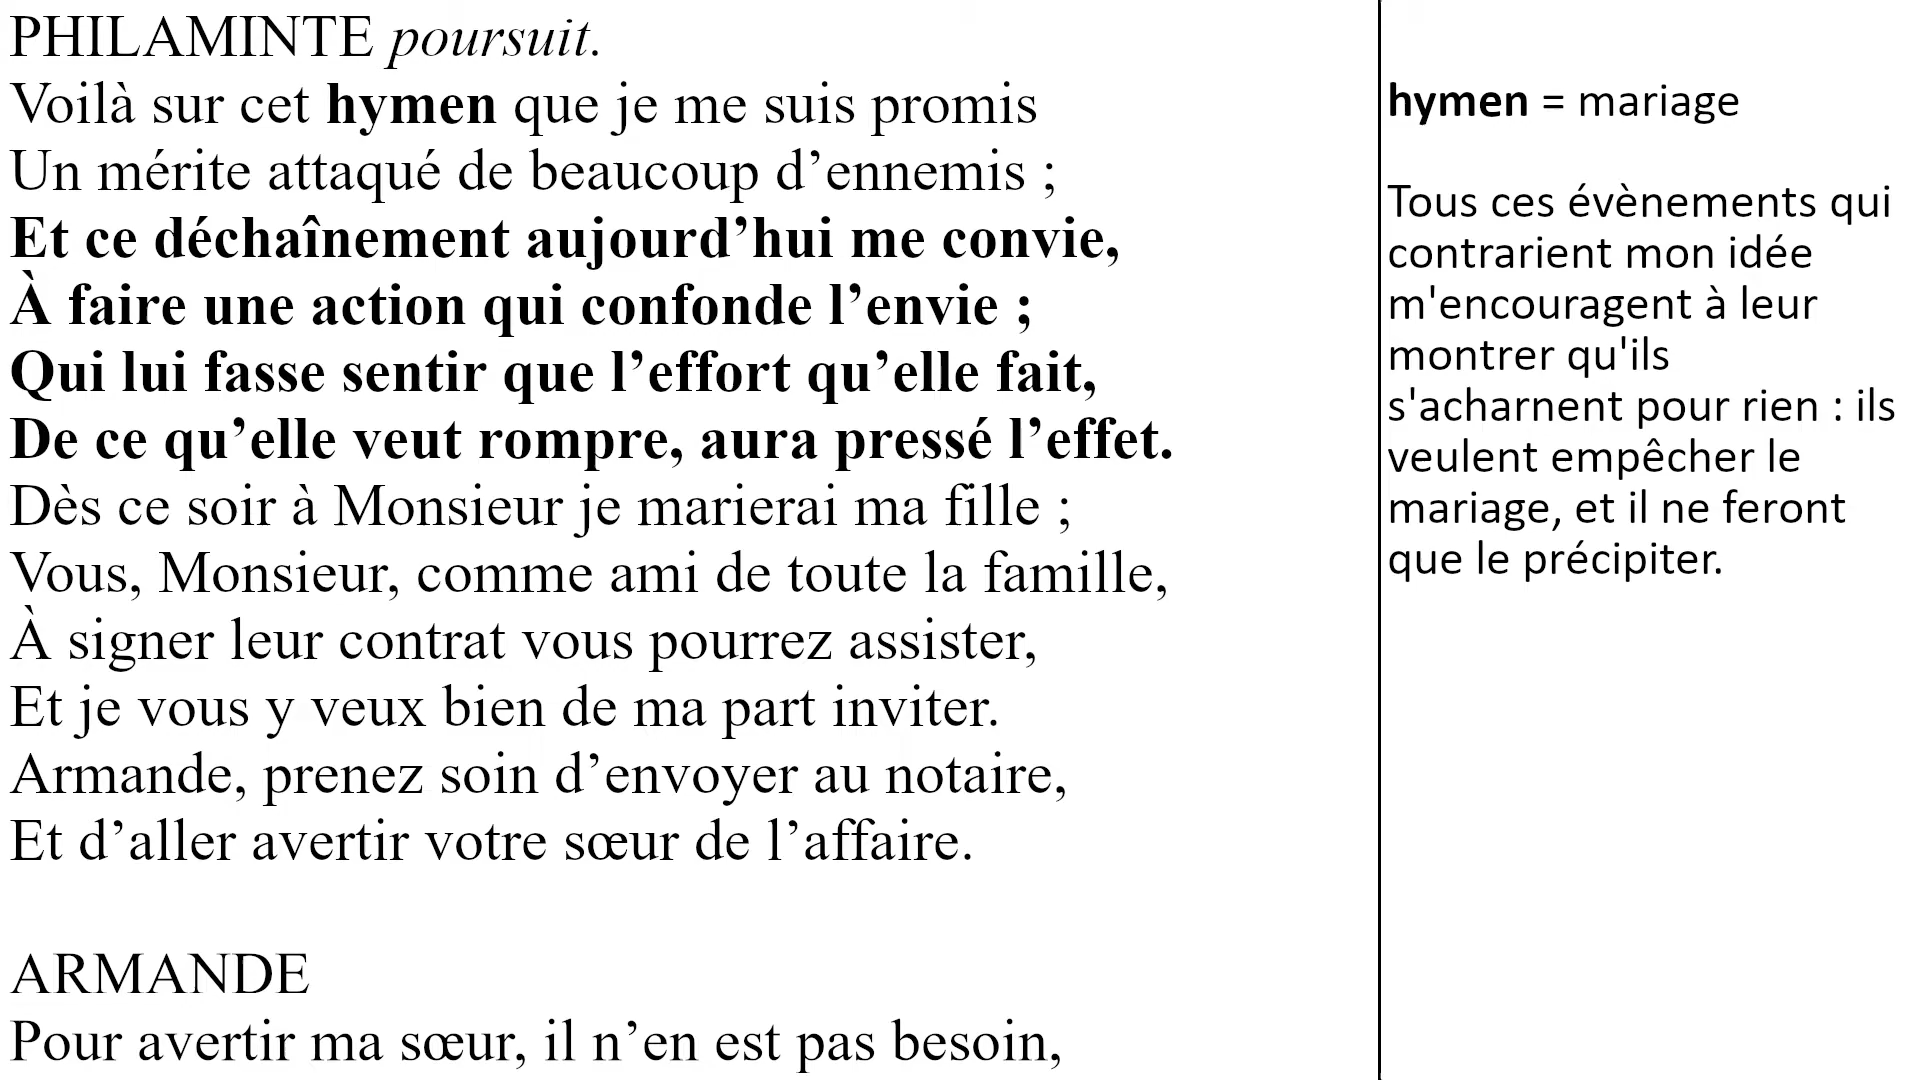 PHILAMINTE poursuit.
Voilà sur cet hymen que je me suis promis
Un mérite attaqué de beaucoup d’ennemis ;
Et ce déchaînement aujourd’hui me convie,
À faire une action qui confonde l’envie ;
Qui lui fasse sentir que l’effort qu’elle fait,
De ce qu’elle veut rompre, aura pressé l’effet.
Dès ce soir à Monsieur je marierai ma fille ;
Vous, Monsieur, comme ami de toute la famille,
À signer leur contrat vous pourrez assister,
Et je vous y veux bien de ma part inviter.
Armande, prenez soin d’envoyer au notaire,
Et d’aller avertir votre sœur de l’affaire.
ARMANDE
Pour avertir ma sœur, il n’en est pas besoin,
hymen = mariage
Tous ces évènements qui
contrarient mon idée
m'encouragent à leur
montrer qu'ils
s'acharnent pour rien : ils
veulent empêcher le
mariage, et il ne feront
que le précipiter.